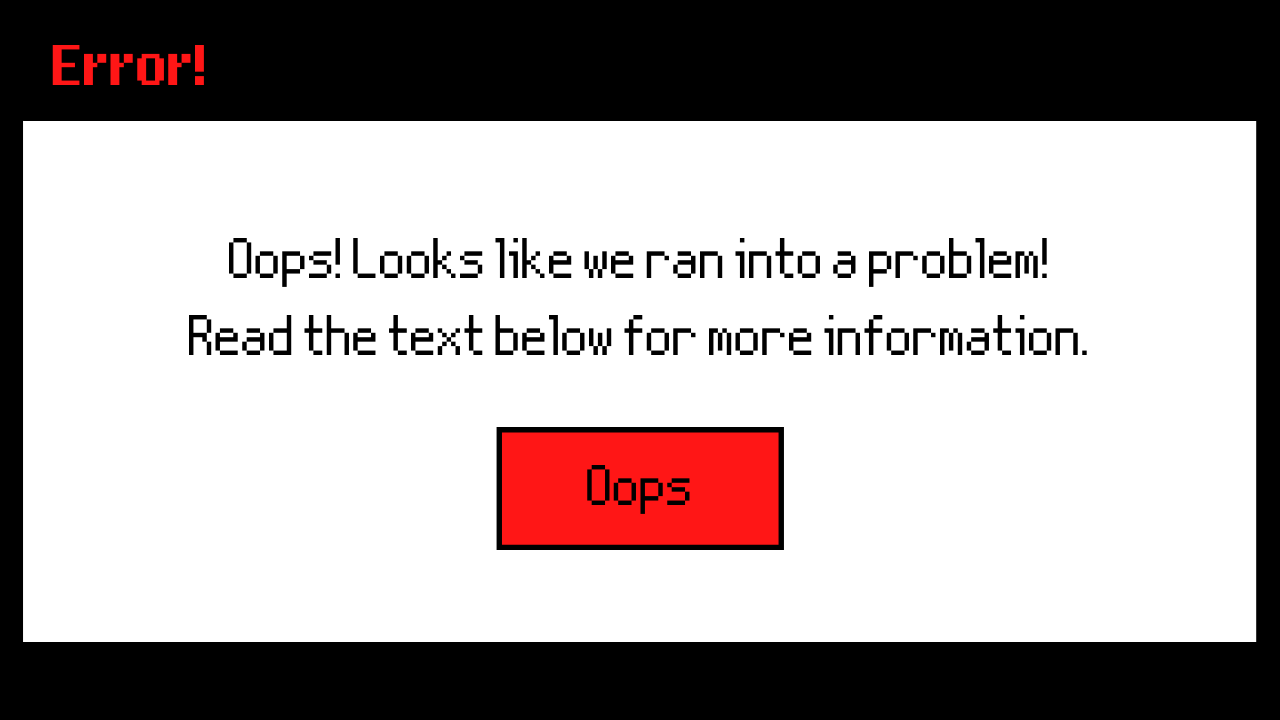 Error!
Oops! Looks like we ran into a problem!
Read the text below for more information.
Oops